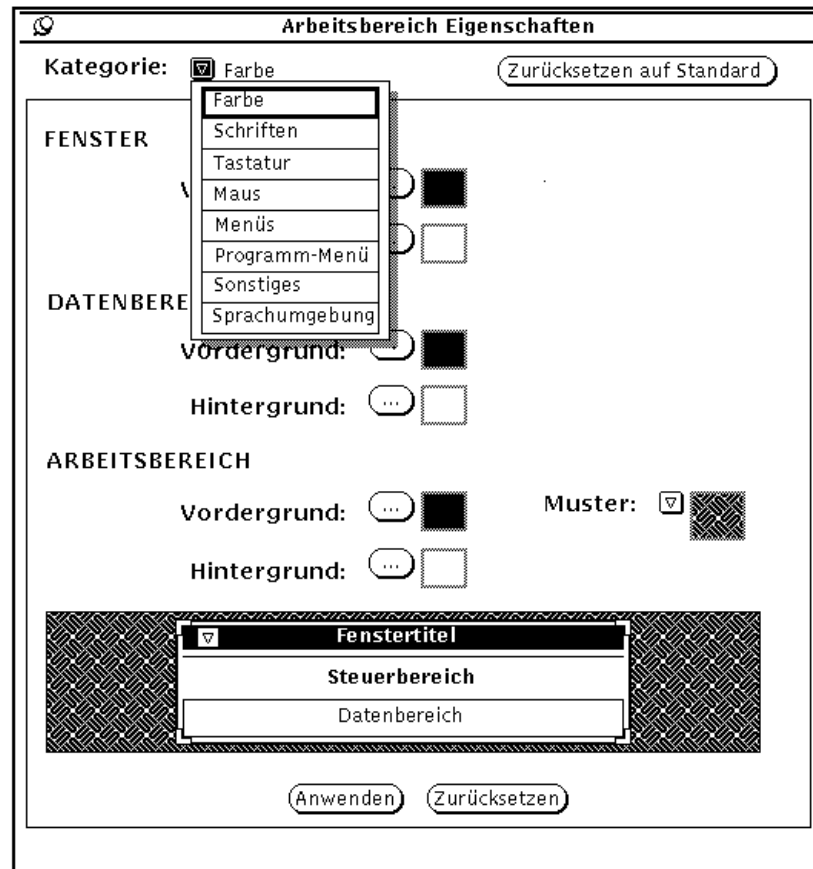 Arbeitsbereich Eigenschaften
Kategorie: Farbe Zurücksetzen auf Standard
Farbe
Schriften
FENSTER
Tastatur
Maus
Menüs
Programm-Menü
Sonstiges
DATENBERE
Sprachumgebung
Vordergrund: ...
Hintergrund: ...
ARBEITSBEREICH
Vordergrund: ... Muster:
Hintergrund: ...
Fenstertitel
Steuerbereich
Datenbereich
Anwenden Zurücksetzen